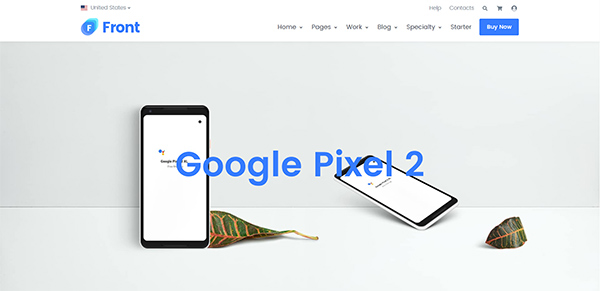 United States
Help Contacts
F Front
Home Pages Work Blog Specialty Starter Buy Now
Google Pixel 2